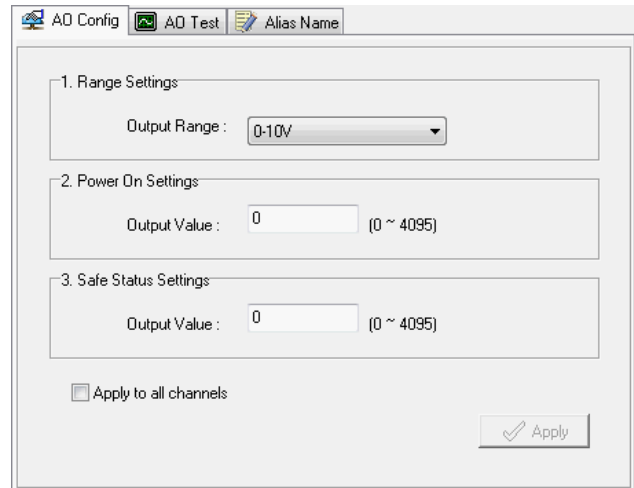 AO Config AO Test Alias Name
1. Range Settings
Output Range : 0-10V
2. Power On Settings
Output Value : 0 (0 ~ 4095)
3. Safe Status Settings
Output Value : 0 (0 ~ 4095)
Apply to all channels
Apply